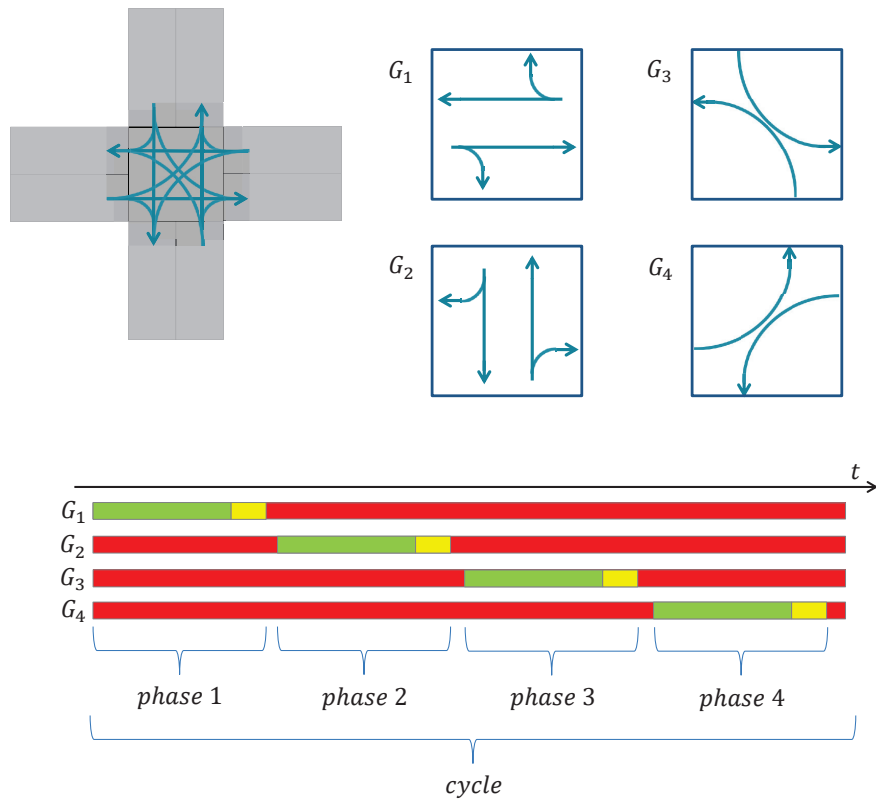 G₁
G₃
G₂
G₄
t
G₁
G₂
G₃
G₄
phase 1
phase 2
phase 3
phase 4
cycle